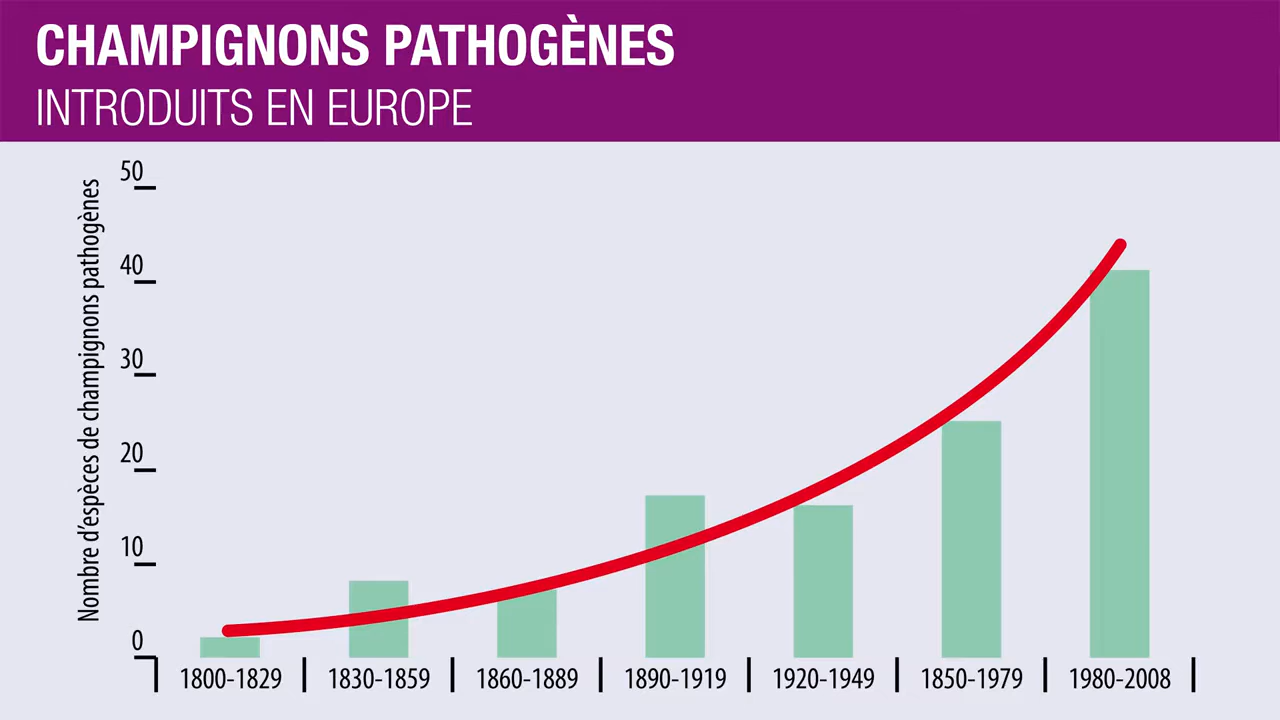 CHAMPIGNONS PATHOGÈNES
INTRODUITS EN EUROPE
Nombre d'espèces de champignons pathogènes
50
40
30
20
10
0
1800-1829 1830-1859 1860-1889 1890-1919 1920-1949 1850-1979 1980-2008